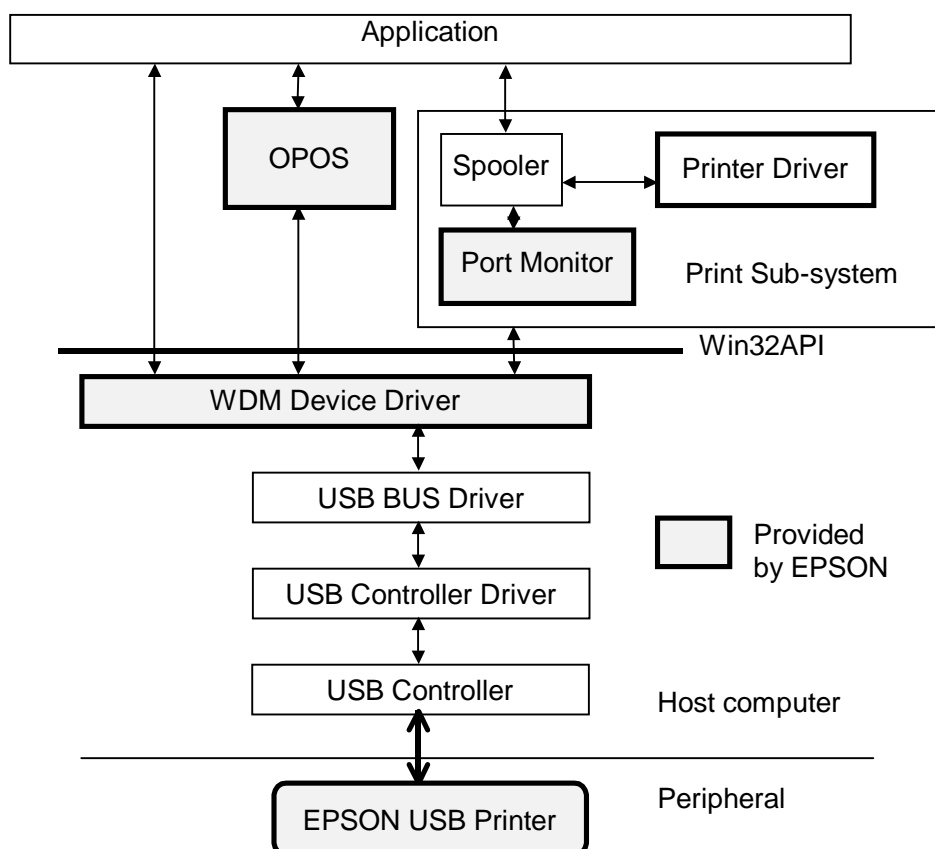 Application
OPOS
Spooler
Printer Driver
Port Monitor
Print Sub-system
Win32API
WDM Device Driver
USB BUS Driver
Provided
by EPSON
USB Controller Driver
USB Controller
Host computer
Peripheral
EPSON USB Printer